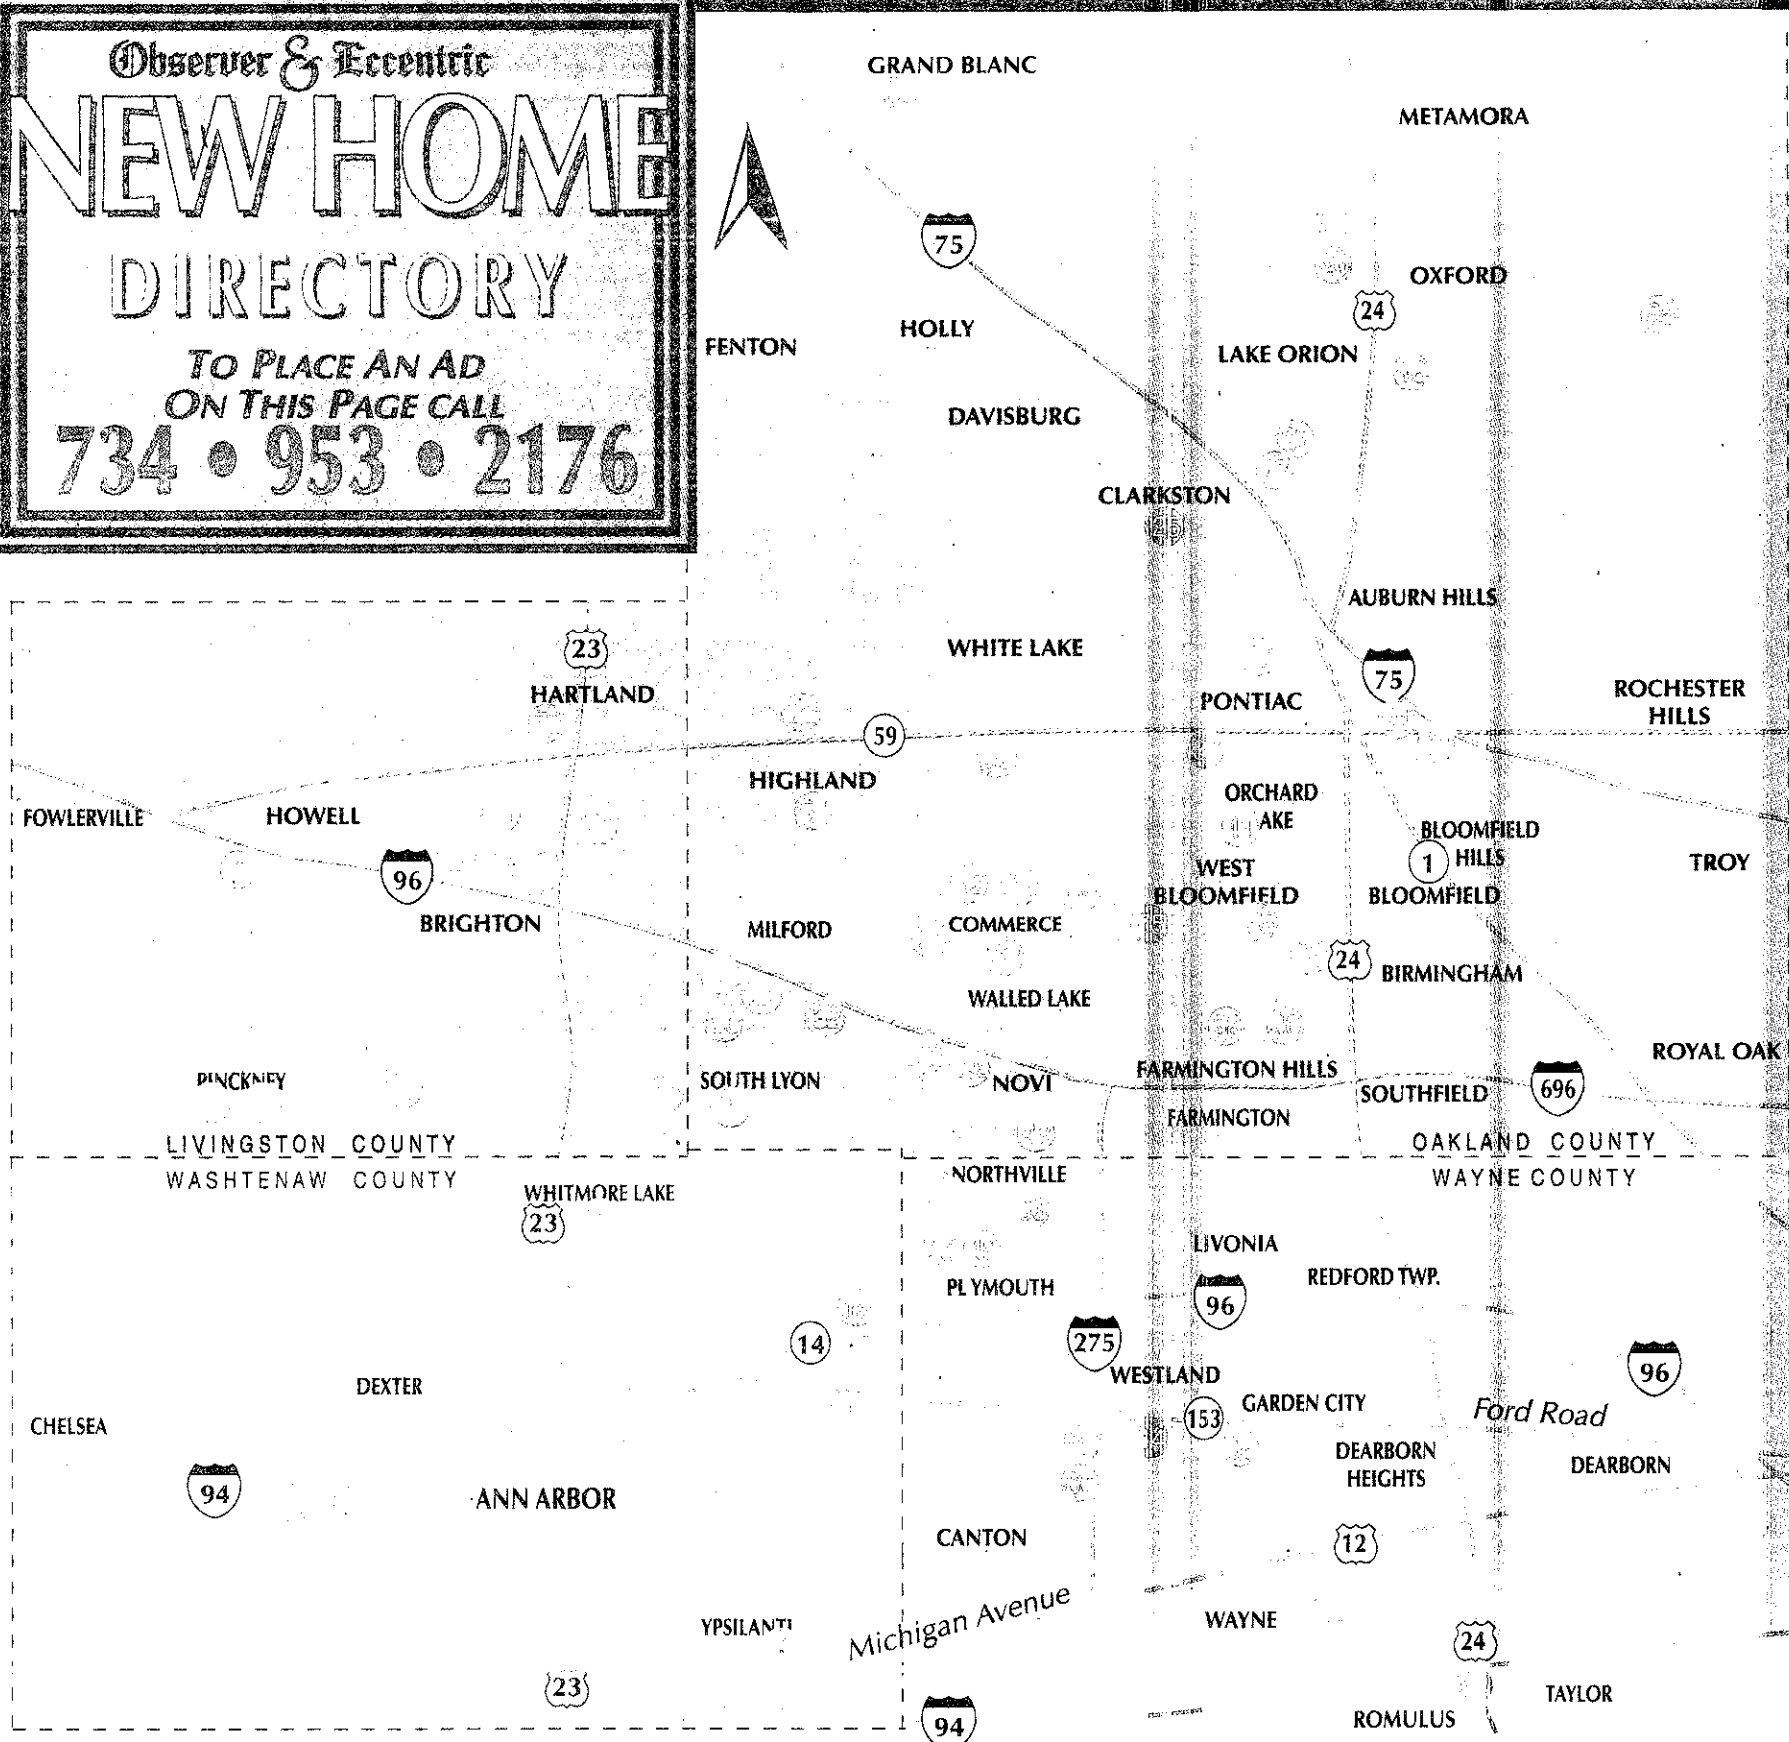 Observer & Eccentric
NEW HOME
DIRECTORY
TO PLACE AN AD
ON THIS PAGE CALL
734 • 953 • 2176
GRAND BLANC
METAMORA
75
OXFORD
24
HOLLY
FENTON
LAKE ORION
DAVISBURG
CLARKSTON
AUBURN HILLS
23
WHITE LAKE
75
HARTLAND
PONTIAC
ROCHESTER
HILLS
59
HIGHLAND
ORCHARD
AKE
FOWLERVILLE
HOWELL
BLOOMFIELD
HILLS
1
TROY
96
WEST
BLOOMFIELD
BLOOMFIELD
BRIGHTON
MILFORD
COMMERCE
24
BIRMINGHAM
WALLED LAKE
ROYAL OAK
PINCKNEY
SOUTH LYON
NOVI
FARMINGTON HILLS
SOUTHFIELD
696
FARMINGTON
LIVINGSTON COUNTY
OAKLAND COUNTY
WASHTENAW COUNTY
WAYNE COUNTY
NORTHVILLE
WHITMORE LAKE
23
LIVONIA
REDFORD TWP.
PLYMOUTH
96
275
14
WESTLAND
96
DEXTER
153
GARDEN CITY
Ford Road
CHELSEA
DEARBORN
HEIGHTS
DEARBORN
94
ANN ARBOR
CANTON
12
Michigan Avenue
YPSILANTI
WAYNE
24
23
TAYLOR
94
ROMULUS